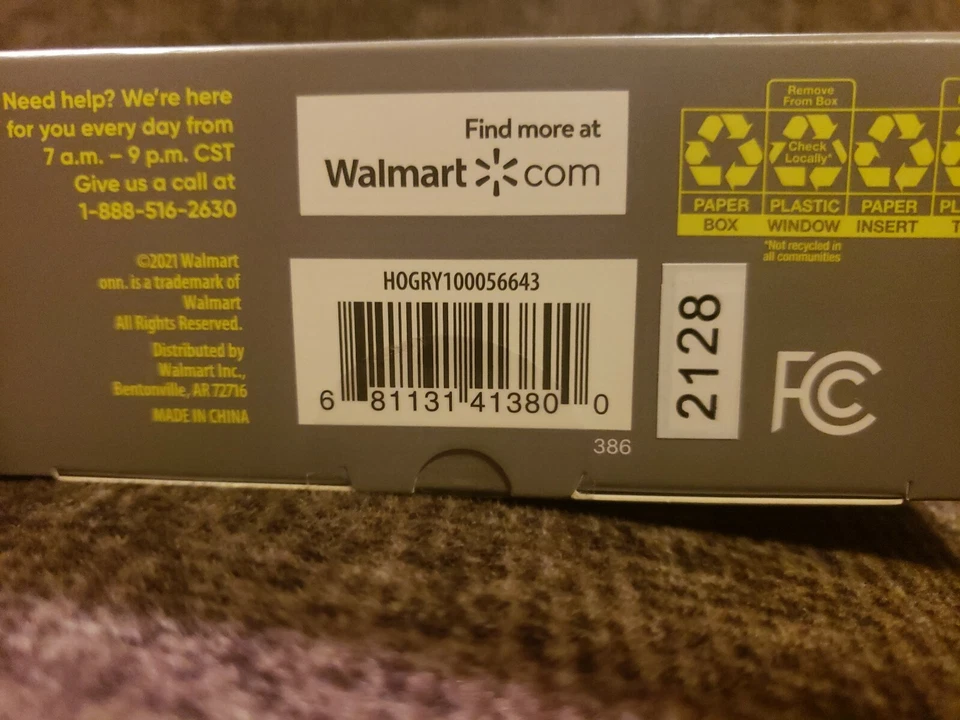 Need help? We're here
for you every day from
7 a.m. – 9 p.m. CST
Give us a call at
1-888-516-2630
©2021 Walmart
onn. is a trademark of
Walmart
All Rights Reserved.
Distributed by
Walmart Inc.,
Bentonville, AR 72716
MADE IN CHINA
Find more at
Walmart com
HOGRY100056643
6 81131 41380 0
386
2128
Remove
From Box
Check
Locally*
PAPER PLASTIC PAPER PL
BOX WINDOW INSERT T
*Not recycled in
all communities
FC